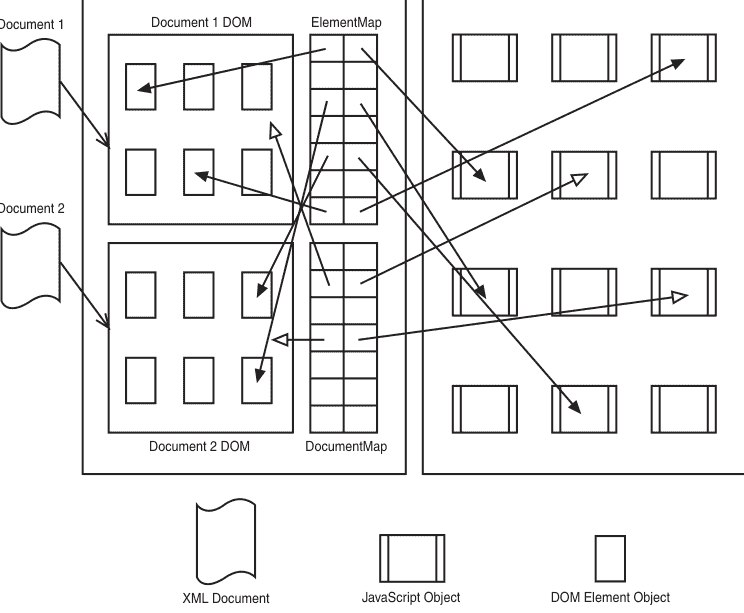 Document 1
Document 1 DOM
ElementMap
Document 2
Document 2 DOM
DocumentMap
XML Document
JavaScript Object
DOM Element Object